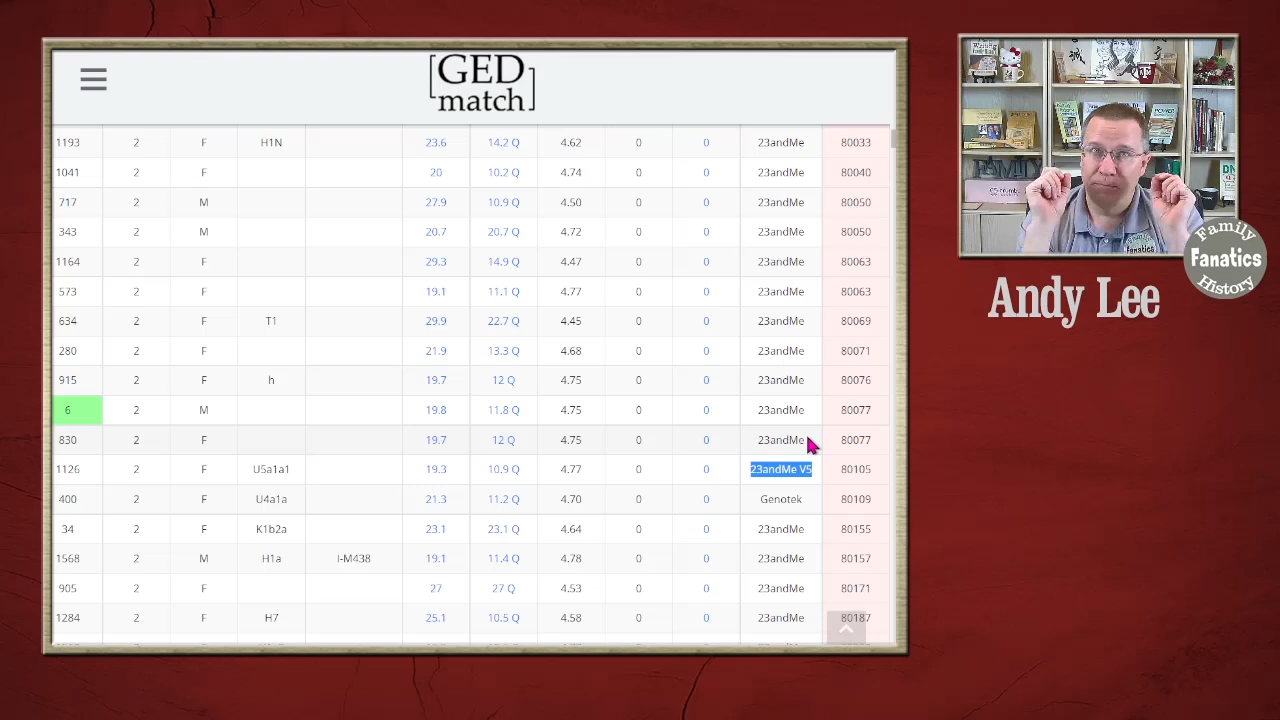 [GED
match]
1193 2 F H1N 23.6 14.2 Q 4.62 0 0 23andMe 80033
1041 2 F 20 10.2 Q 4.74 0 0 23andMe 80040
717 2 M 27.9 10.9 Q 4.50 0 0 23andMe 80050
343 2 M 20.7 20.7 Q 4.72 0 0 23andMe 80050
1164 2 F 29.3 14.9 Q 4.47 0 0 23andMe 80063
573 2 F 19.1 11.1 Q 4.77 0 0 23andMe 80063
634 2 F T1 29.9 22.7 Q 4.45 0 0 23andMe 80069
280 2 F 21.9 13.3 Q 4.68 0 0 23andMe 80071
915 2 F h 19.7 12 Q 4.75 0 0 23andMe 80076
6 2 M 19.8 11.8 Q 4.75 0 0 23andMe 80077
830 2 F 19.7 12 Q 4.75 0 0 23andMe 80077
1126 2 F U5a1a1 19.3 10.9 Q 4.77 0 0 23andMe V5 80105
400 2 F U4a1a 21.3 11.2 Q 4.70 0 0 Genotek 80109
34 2 F K1b2a 23.1 23.1 Q 4.64 0 0 23andMe 80155
1568 2 M H1a I-M438 19.1 11.4 Q 4.78 0 0 23andMe 80157
905 2 F 27 27 Q 4.53 0 0 23andMe 80171
1284 2 F H7 25.1 10.5 Q 4.58 0 0 23andMe 80187
Writing
FAMILY
Family
Fanatics
History
Andy Lee